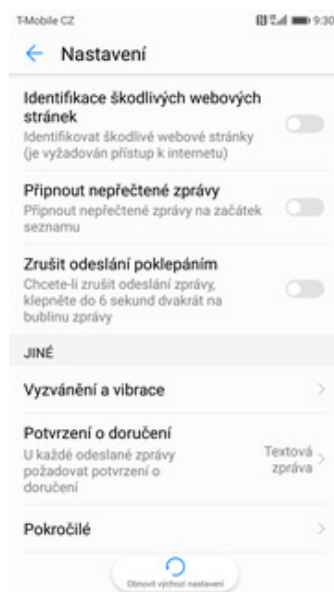 T-Mobile CZ 9:30
Nastavení
Identifikace škodlivých webových
stránek
Identifikovat škodlivé webové stránky
(je vyžadován přístup k internetu)
Připnout nepřečtené zprávy
Připnout nepřečtené zprávy na začátek
seznamu
Zrušit odeslání poklepáním
Chcete-li zrušit odeslání zprávy,
klepněte do 6 sekund dvakrát na
bublinu zprávy
JINÉ
Vyzvánění a vibrace
Potvrzení o doručení
U každé odeslané zprávy
požadovat potvrzení o
doručení
Textová
zpráva
Pokročilé
Obnovit výchozí nastavení